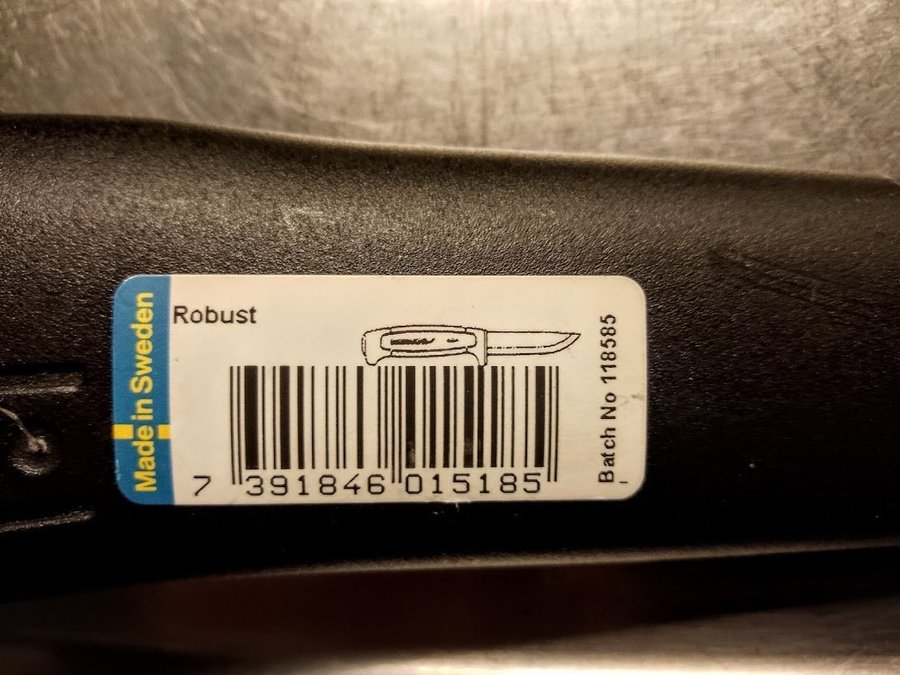 Made in Sweden
Robust
Batch No 118585
7 391846 015185